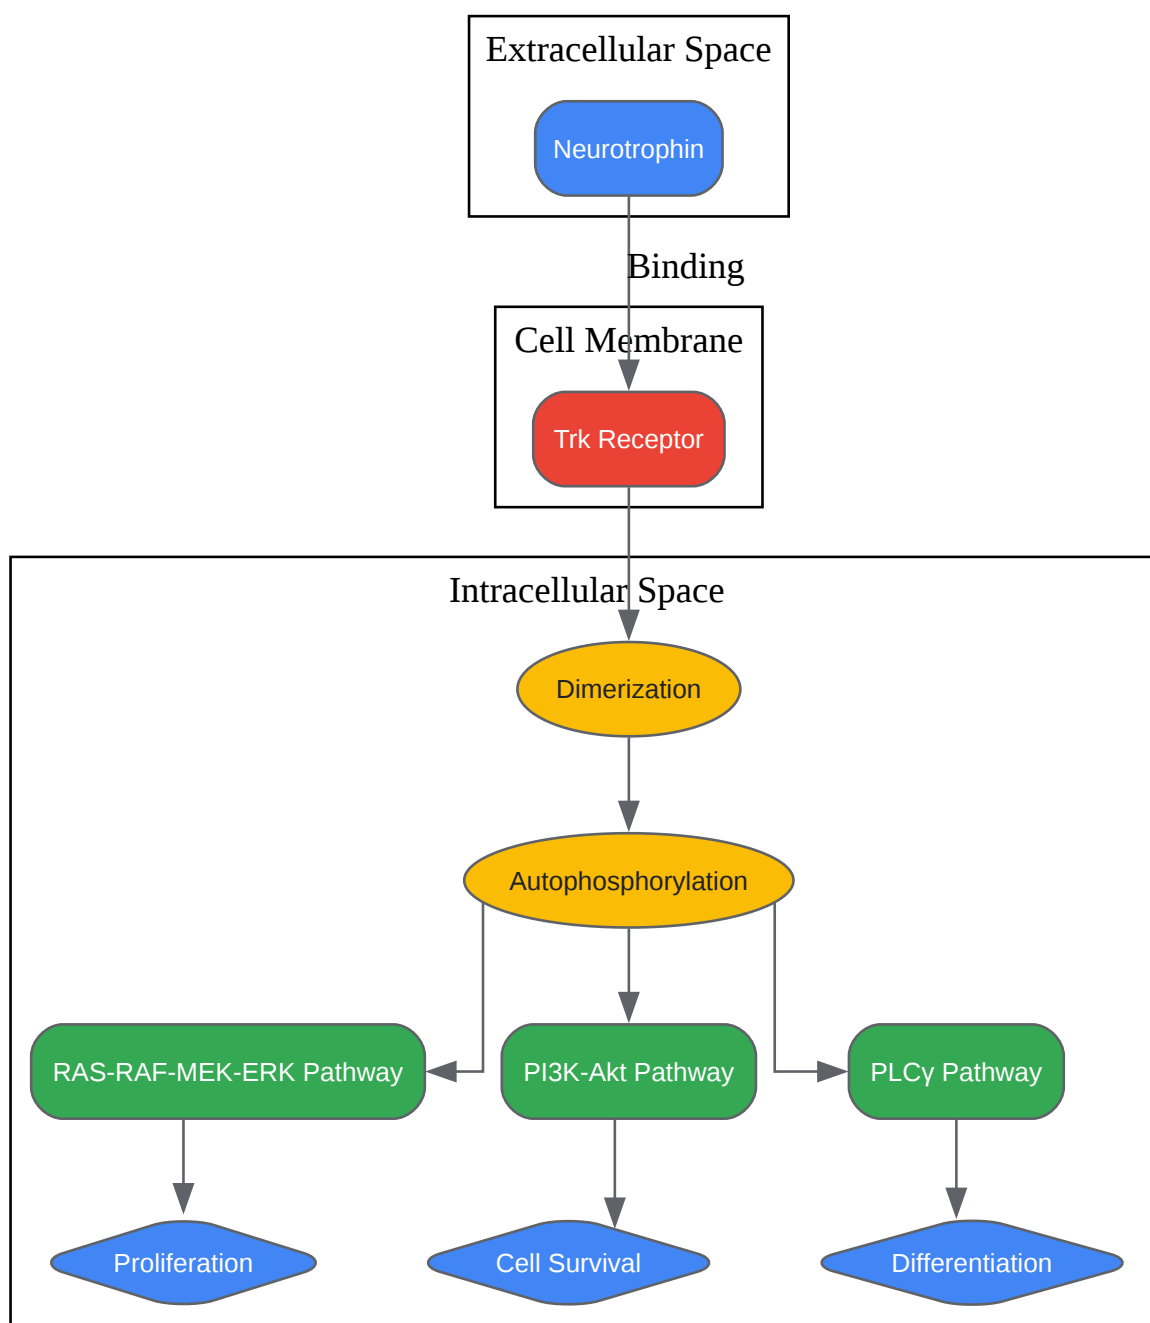 Extracellular Space
Neurotrophin
Binding
Cell Membrane
Trk Receptor
Intracellular Space
Dimerization
Autophosphorylation
RAS-RAF-MEK-ERK Pathway
PI3K-Akt Pathway
PLCγ Pathway
Proliferation
Cell Survival
Differentiation